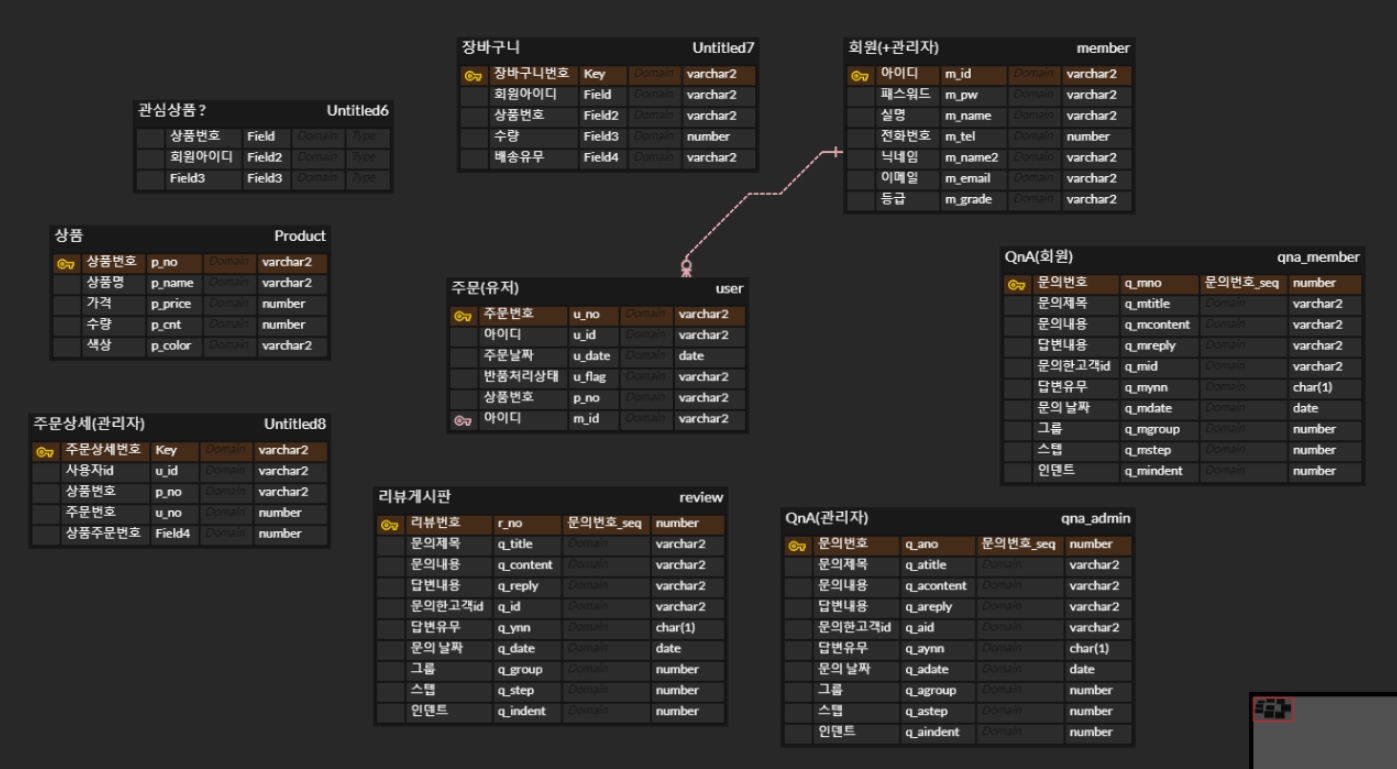 장바구니 Untitled7
장바구니번호 Key Domain varchar2
회원아이디 Field Domain varchar2
상품번호 Field2 Domain varchar2
수량 Field3 Domain number
배송유무 Field4 Domain varchar2
회원(+관리자) member
아이디 m_id Domain varchar2
패스워드 m_pw Domain varchar2
실명 m_name Domain varchar2
전화번호 m_tel Domain number
닉네임 m_name2 Domain varchar2
이메일 m_email Domain varchar2
등급 m_grade Domain varchar2
관심상품? Untitled6
상품번호 Field Domain Type
회원아이디 Field2 Domain Type
Field3 Field3 Domain Type
상품 Product
상품번호 p_no Domain varchar2
상품명 p_name Domain varchar2
가격 p_price Domain number
수량 p_cnt Domain number
색상 p_color Domain varchar2
주문(유저) user
주문번호 u_no Domain varchar2
아이디 u_id Domain varchar2
주문날짜 u_date Domain date
반품처리상태 u_flag Domain varchar2
상품번호 p_no Domain varchar2
아이디 m_id Domain varchar2
QnA(회원) qna_member
문의번호 q_mno 문의번호_seq number
문의제목 q_mtitle Domain varchar2
문의내용 q_mcontent Domain varchar2
답변내용 q_mreply Domain varchar2
문의한고객id q_mid Domain varchar2
답변유무 q_mynn Domain char(1)
문의 날짜 q_mdate Domain date
그룹 q_mgroup Domain number
스텝 q_mstep Domain number
인덴트 q_mindent Domain number
주문상세(관리자) Untitled8
주문상세번호 Key Domain varchar2
사용자id u_id Domain varchar2
상품번호 p_no Domain varchar2
주문번호 u_no Domain number
상품주문번호 Field4 Domain number
리뷰게시판 review
리뷰번호 r_no 문의번호_seq number
문의제목 q_title Domain varchar2
문의내용 q_content Domain varchar2
답변내용 q_reply Domain varchar2
문의한고객id q_id Domain varchar2
답변유무 q_ynn Domain char(1)
문의 날짜 q_date Domain date
그룹 q_group Domain number
스텝 q_step Domain number
인덴트 q_indent Domain number
QnA(관리자) qna_admin
문의번호 q_ano 문의번호_seq number
문의제목 q_atitle Domain varchar2
문의내용 q_acontent Domain varchar2
답변내용 q_areply Domain varchar2
문의한고객id q_aid Domain varchar2
답변유무 q_aynn Domain char(1)
문의 날짜 q_adate Domain date
그룹 q_agroup Domain number
스텝 q_astep Domain number
인덴트 q_aindent Domain number